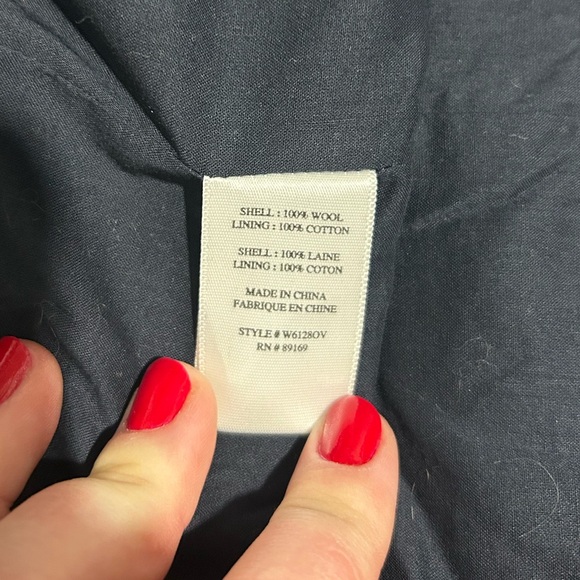 SHELL : 100% WOOL
LINING : 100% COTTON
SHELL : 100% LAINE
LINING : 100% COTON
MADE IN CHINA
FABRIQUE EN CHINE
STYLE # W6128OV
RN # 89169